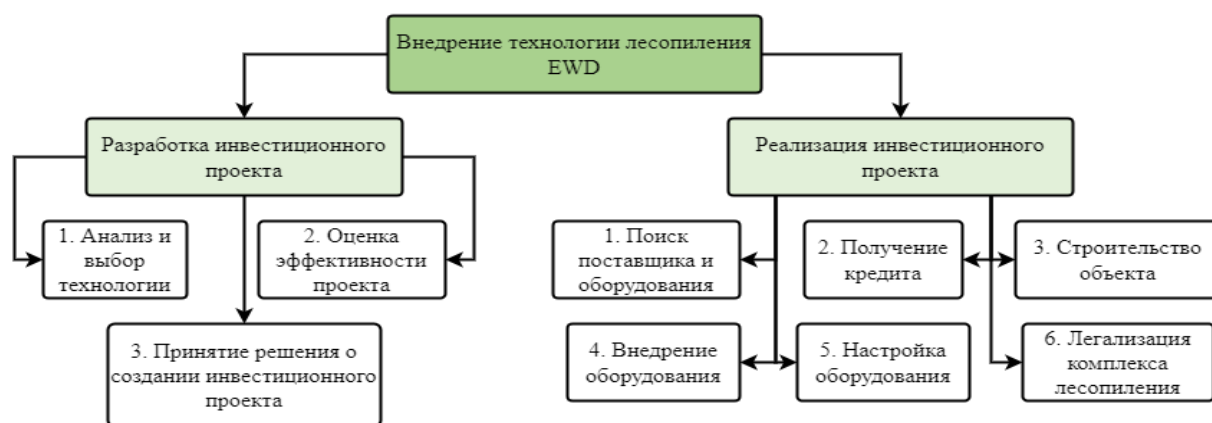 Внедрение технологии лесопиления
EWD
Разработка инвестиционного
проекта
Реализация инвестиционного
проекта
1. Анализ и
выбор
технологии
2. Оценка
эффективности
проекта
3. Принятие решения о
создании инвестиционного
проекта
1. Поиск
поставщика и
оборудования
2. Получение
кредита
3. Строительство
объекта
4. Внедрение
оборудования
5. Настройка
оборудования
6. Легализация
комплекса
лесопиления